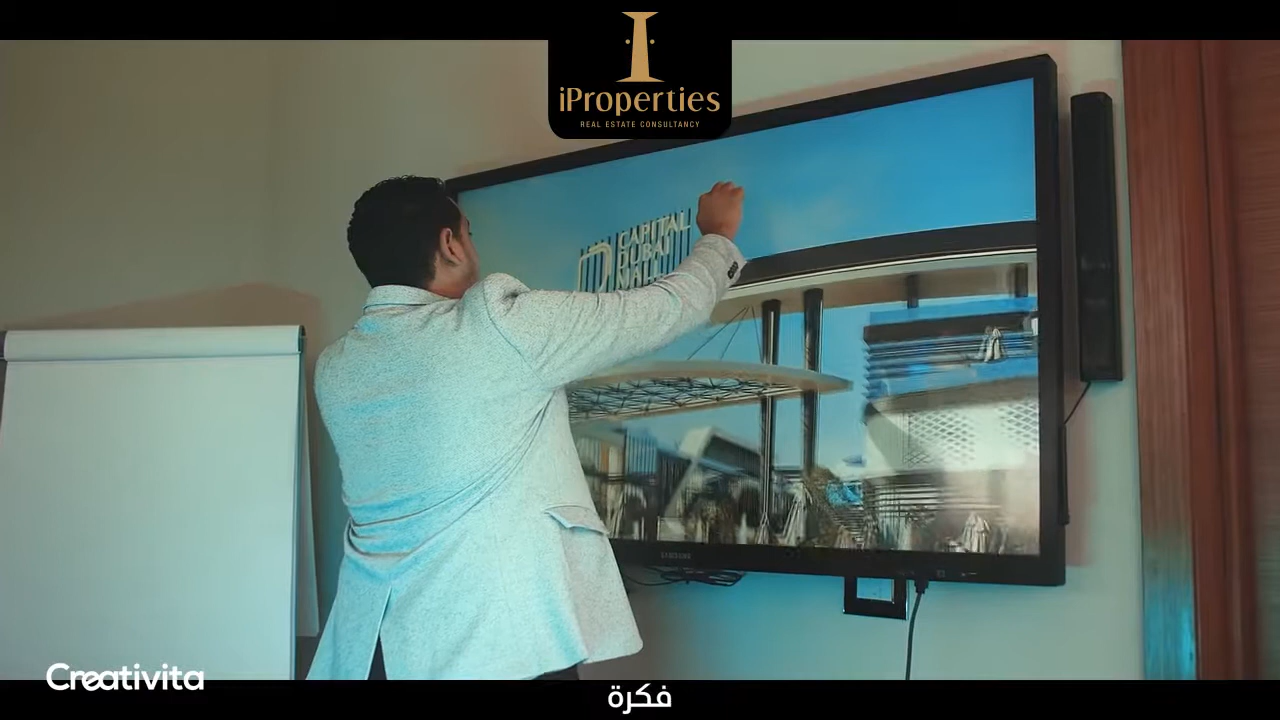 iProperties
REAL ESTATE CONSULTANCY
CAPITAL
DUBAI
MALL
SAMSUNG
Creativita
فكرة